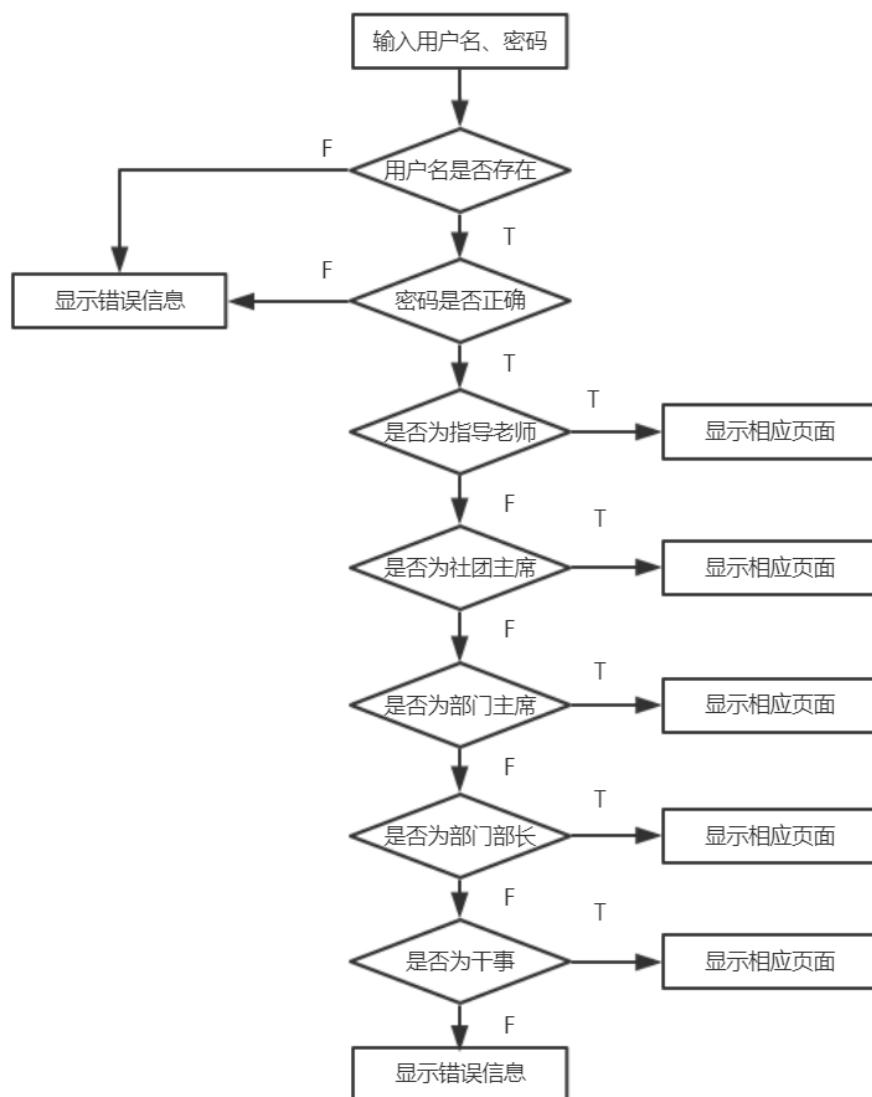 输入用户名、密码
F
用户名是否存在
T
显示错误信息
F
密码是否正确
T
是否为指导老师
T
显示相应页面
F
是否为社团主席
T
显示相应页面
F
是否为部门主席
T
显示相应页面
F
是否为部门部长
T
显示相应页面
F
是否为干事
T
显示相应页面
F
显示错误信息